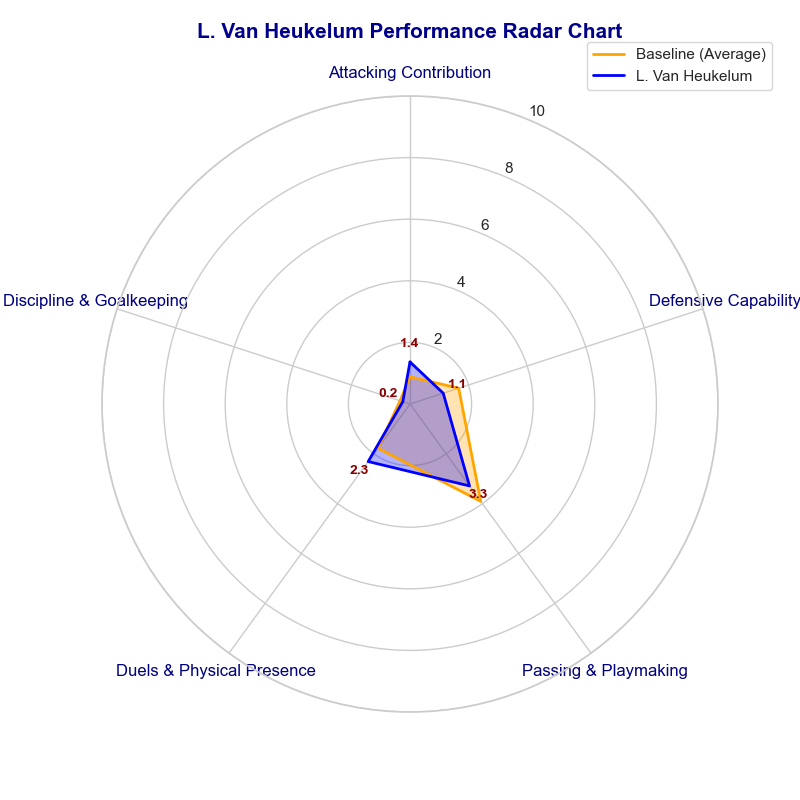 L. Van Heukelum Performance Radar Chart
Baseline (Average)
L. Van Heukelum
Attacking Contribution
10
8
6
4
2
Discipline & Goalkeeping
Defensive Capability
1.4
1.1
0.2
2.3
3.3
Duels & Physical Presence
Passing & Playmaking